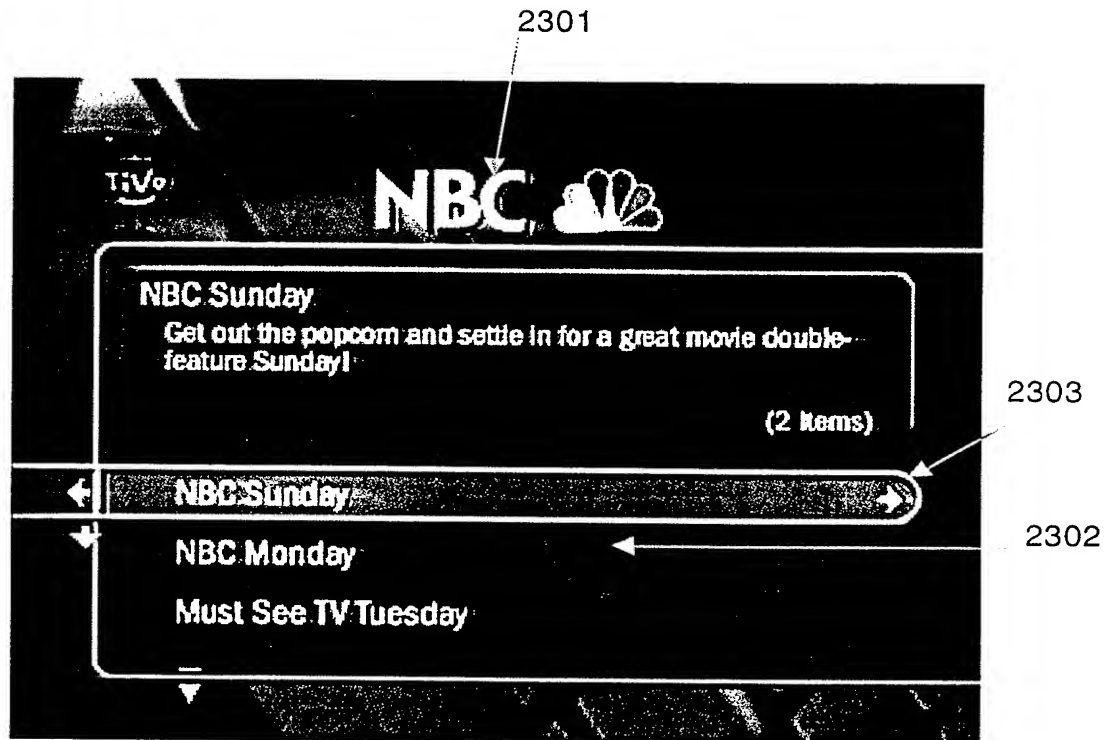 2301
TiVo
NBC
NBC Sunday
Get out the popcorn and settle in for a great movie double-
feature Sunday!
(2 items)
2303
NBC Sunday
2302
NBC Monday
Must See TV Tuesday